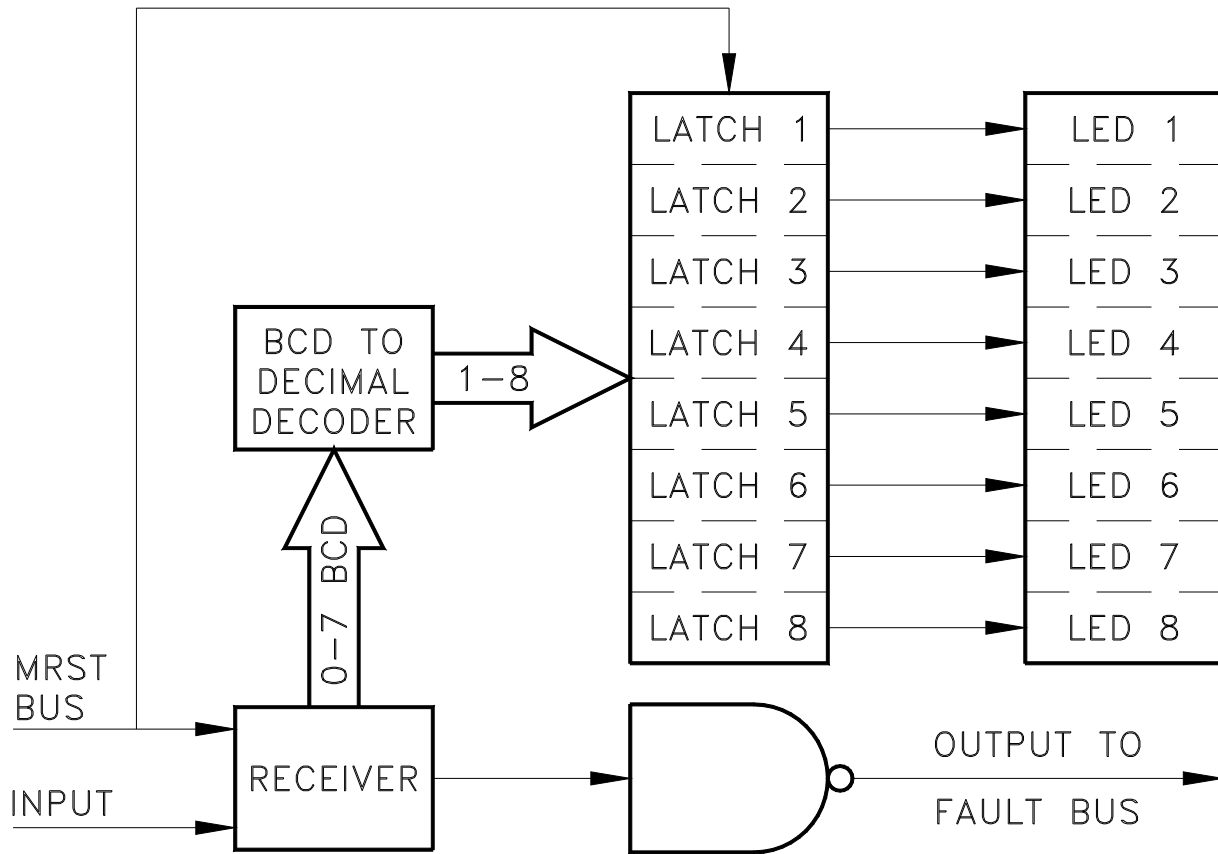 LATCH 1
LED 1
LATCH 2
LED 2
LATCH 3
LED 3
BCD TO
DECIMAL
DECODER
1-8
LATCH 4
LED 4
LATCH 5
LED 5
LATCH 6
LED 6
LATCH 7
LED 7
LATCH 8
LED 8
0-7 BCD
MRST
BUS
INPUT
RECEIVER
OUTPUT TO
FAULT BUS